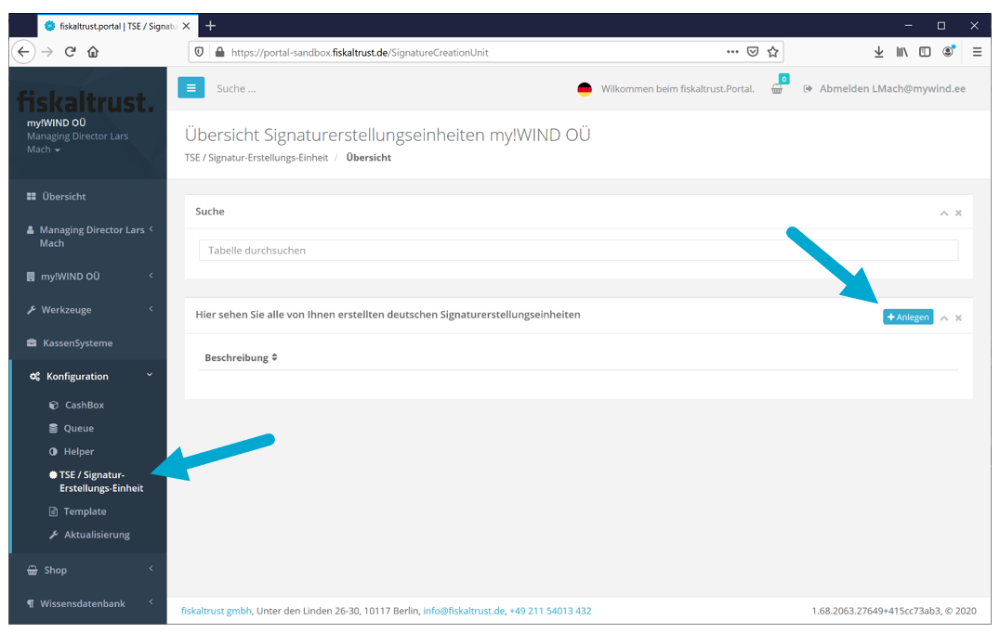 fiskaltrust.portal | TSE / Signatu
https://portal-sandbox.fiskaltrust.de/SignatureCreationUnit
fiskaltrust.
my!WIND OÜ
Managing Director Lars
Mach
Übersicht
Managing Director Lars
Mach
my!WIND OÜ
Werkzeuge
KassenSysteme
Konfiguration
CashBox
Queue
Helper
TSE / Signatur-
Erstellungs-Einheit
Template
Aktualisierung
Shop
Wissensdatenbank
Suche ...
Wilkommen beim fiskaltrust.Portal.
0
Abmelden LMach@mywind.ee
Übersicht Signaturerstellungseinheiten my!WIND OÜ
TSE / Signatur-Erstellungs-Einheit / Übersicht
Suche
Tabelle durchsuchen
Hier sehen Sie alle von Ihnen erstellten deutschen Signaturerstellungseinheiten
+ Anlegen
Beschreibung
fiskaltrust gmbh, Unter den Linden 26-30, 10117 Berlin, info@fiskaltrust.de, +49 211 54013 432
1.68.2063.27649+415cc73ab3, © 2020